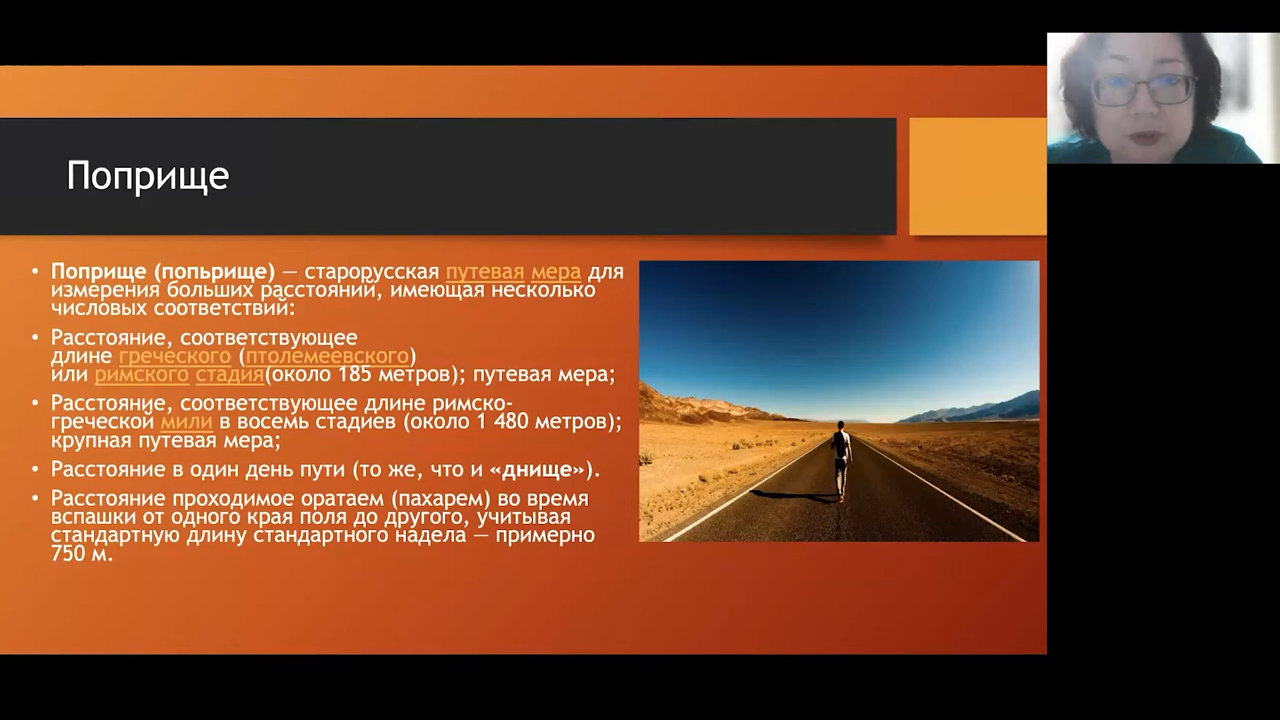 Поприще
• Поприще (попьрище) — старорусская путевая мера для
измерения больших расстояний, имеющая несколько
числовых соответствий:
• Расстояние, соответствующее
длине греческого (птолемеевского)
или римского стадия(около 185 метров); путевая мера;
• Расстояние, соответствующее длине римско-
греческой мили в восемь стадиев (около 1 480 метров);
крупная путевая мера;
• Расстояние в один день пути (то же, что и «днище»).
• Расстояние проходимое оратаем (пахарем) во время
вспашки от одного края поля до другого, учитывая
стандартную длину стандартного надела — примерно
750 м.